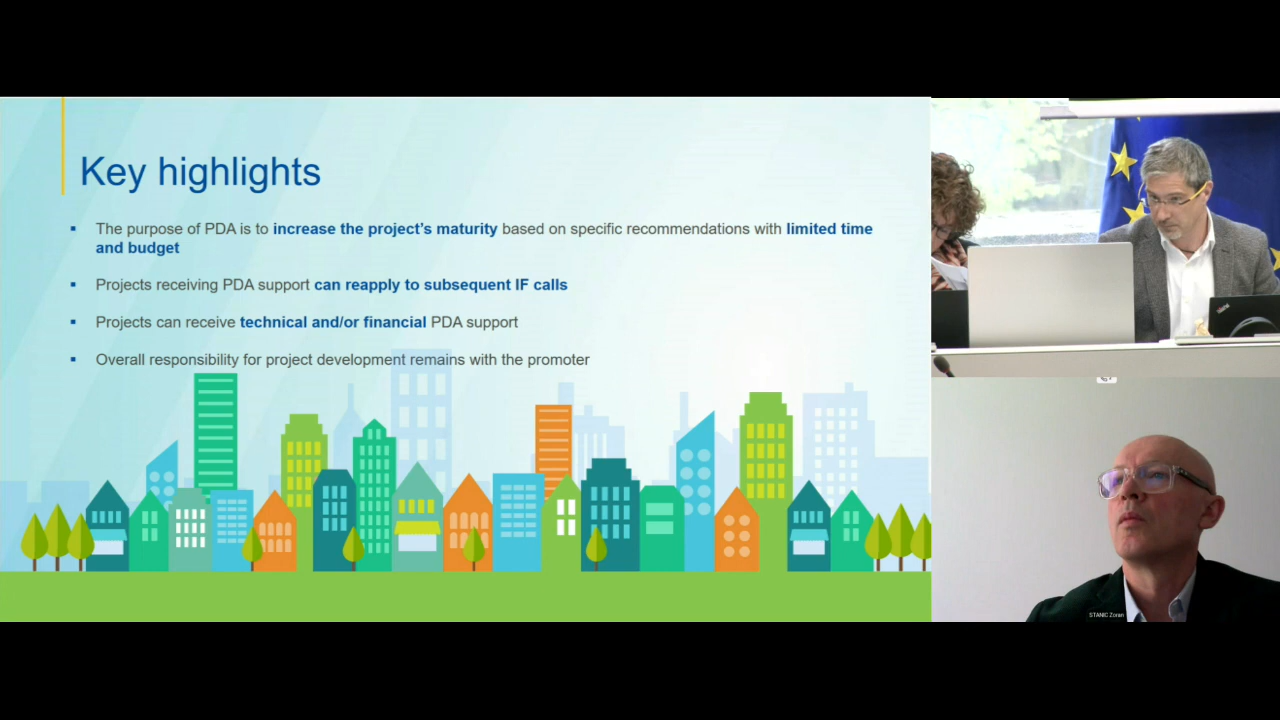 Key highlights
▪ The purpose of PDA is to increase the project's maturity based on specific recommendations with limited time
and budget
▪ Projects receiving PDA support can reapply to subsequent IF calls
▪ Projects can receive technical and/or financial PDA support
▪ Overall responsibility for project development remains with the promoter
STANIC Zoran